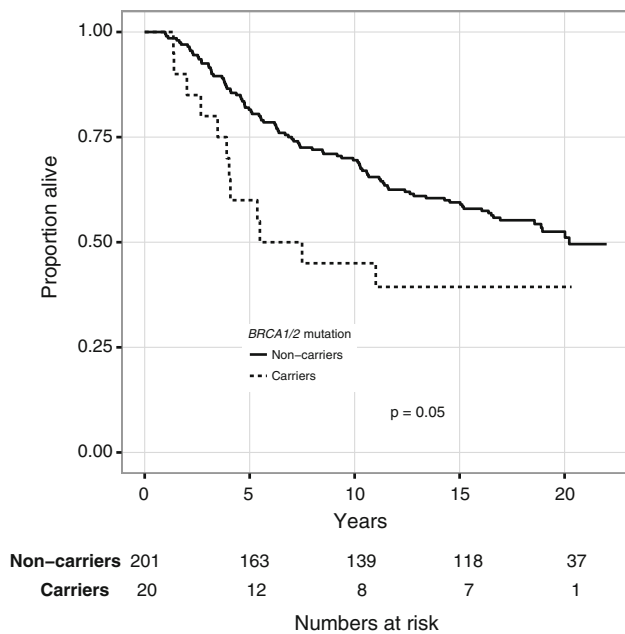 1.00
0.75
0.50
0.25
0.00
Proportion alive
BRCA1/2 mutation
Non-carriers
Carriers
p = 0.05
0 5 10 15 20
Years
Non-carriers 201 163 139 118 37
Carriers 20 12 8 7 1
Numbers at risk